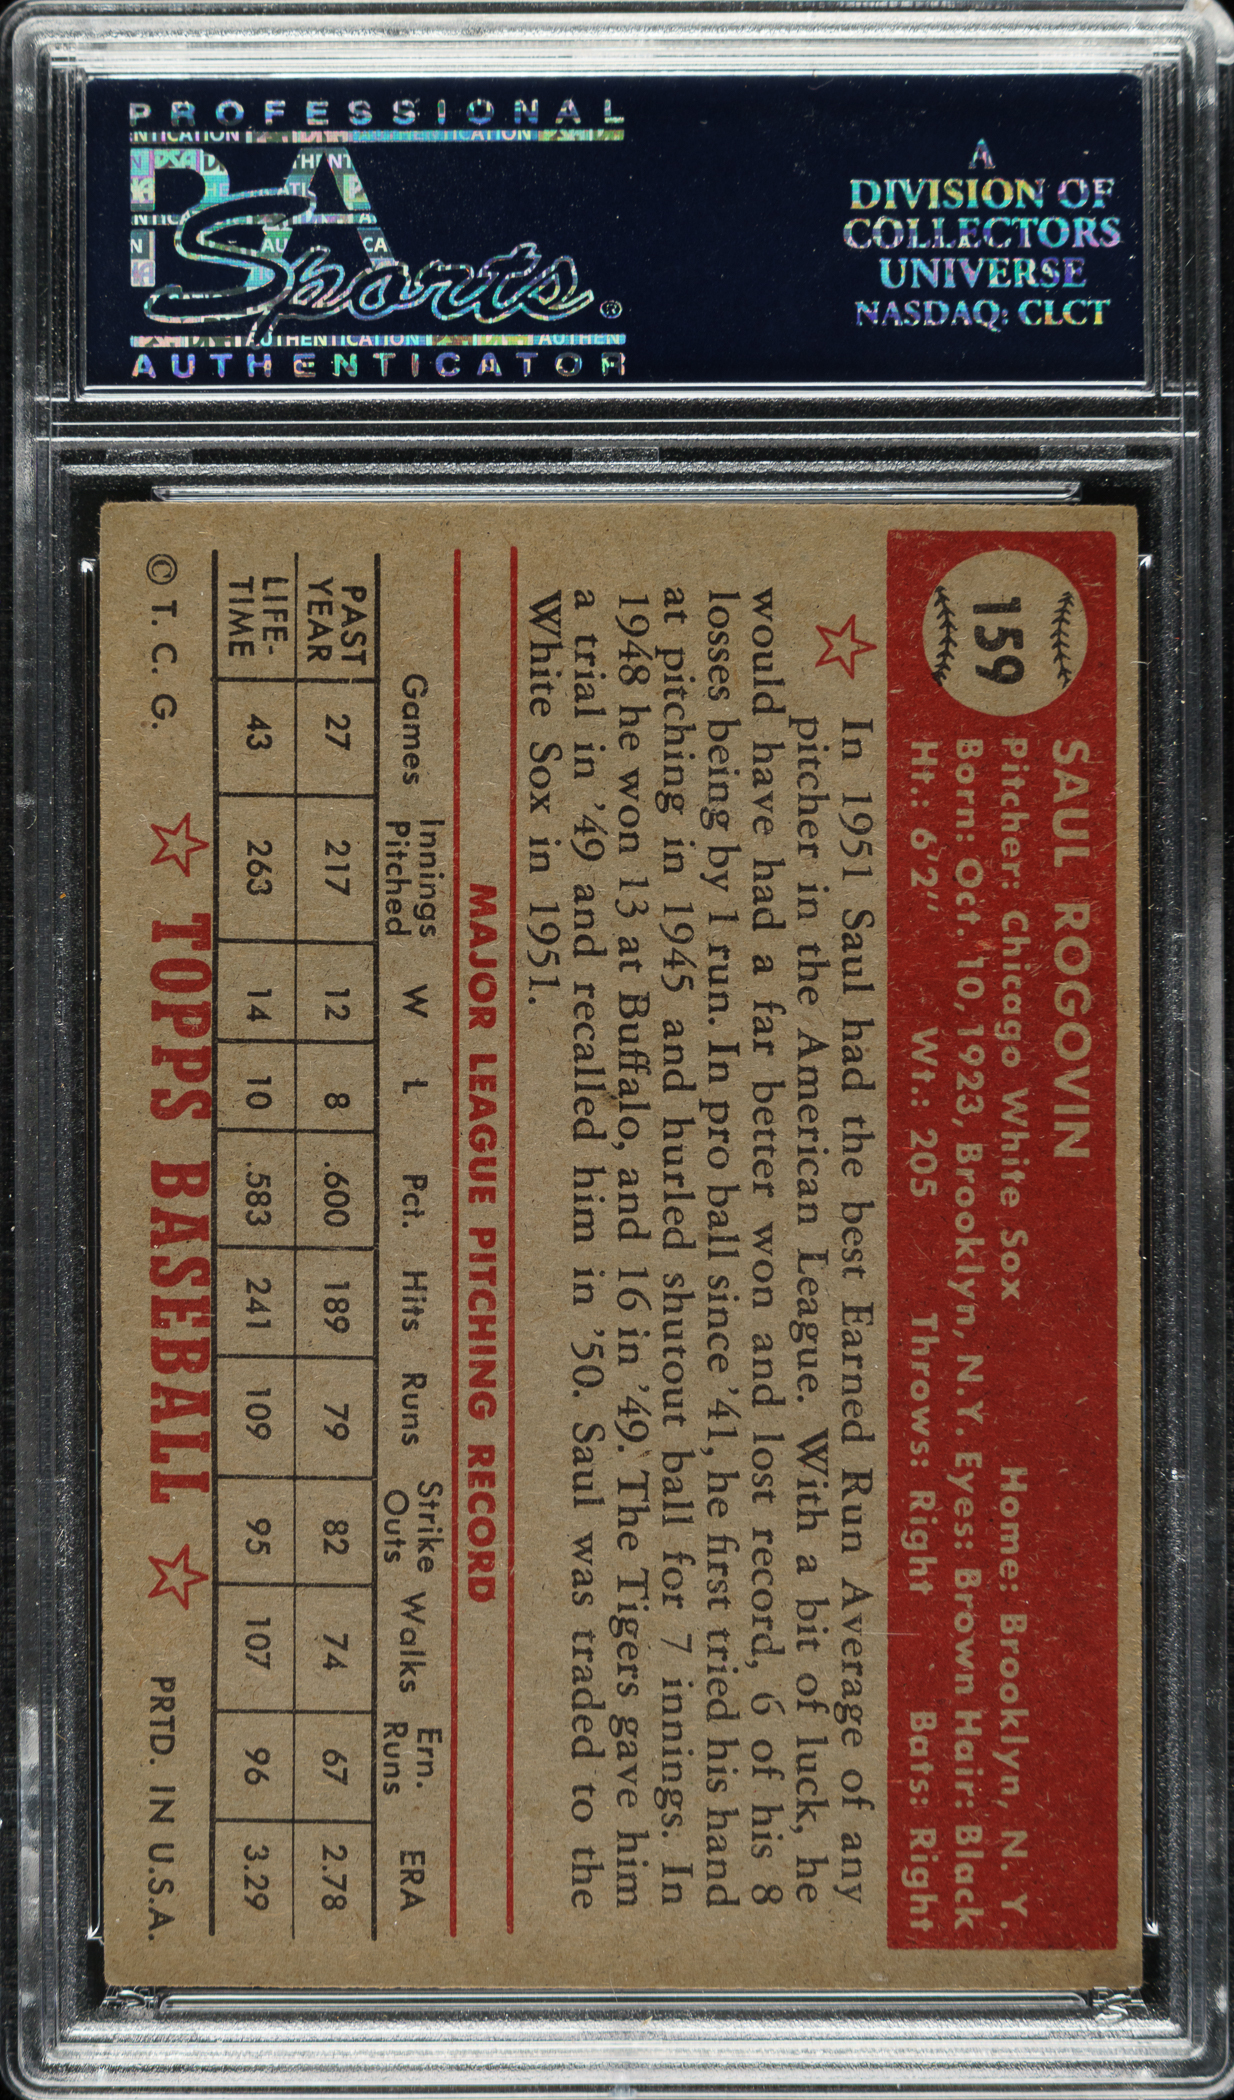 PROFESSIONAL
PSA
Sports®
AUTHENTICATOR
A
DIVISION OF
COLLECTORS
UNIVERSE
NASDAQ: CLCT
159
SAUL ROGOVIN
Pitcher: Chicago White Sox Home: Brooklyn, N. Y.
Born: Oct. 10, 1923, Brooklyn, N.Y. Eyes: Brown Hair: Black
Ht.: 6'2" Wt.: 205 Throws: Right Bats: Right
In 1951 Saul had the best Earned Run Average of any
pitcher in the American League. With a bit of luck, he
would have had a far better won and lost record, 6 of his 8
losses being by 1 run. In pro ball since '41, he first tried his hand
at pitching in 1945 and hurled shutout ball for 7 innings. In
1948 he won 13 at Buffalo, and 16 in '49. The Tigers gave him
a trial in '49 and recalled him in '50. Saul was traded to the
White Sox in 1951.
MAJOR LEAGUE PITCHING RECORD
Games Innings Pitched W L Pct. Hits Runs Strike Outs Walks Ern. Runs ERA
PAST YEAR 27 217 12 8 .600 189 79 82 74 67 2.78
LIFE-TIME 43 263 14 10 .583 241 109 95 107 96 3.29
© T. C. G. TOPPS BASEBALL PRTD. IN U.S.A.